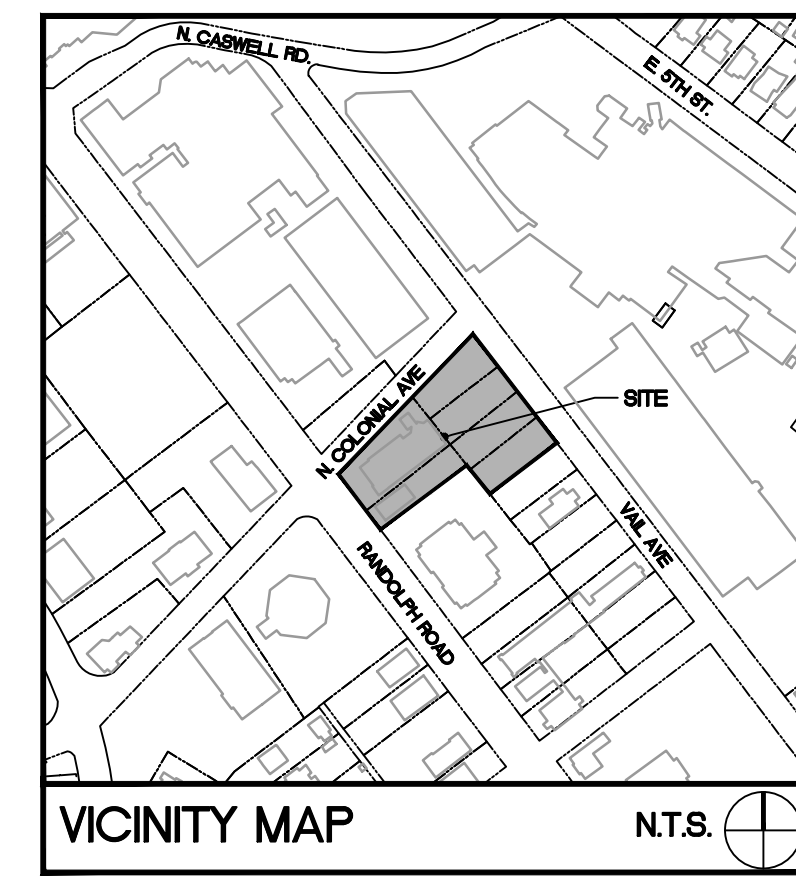 N. CASWELL RD.
E. 5TH ST.
N. COLONIAL AVE
SITE
VAIL AVE
RANDOLPH ROAD
VICINITY MAP
N.T.S.